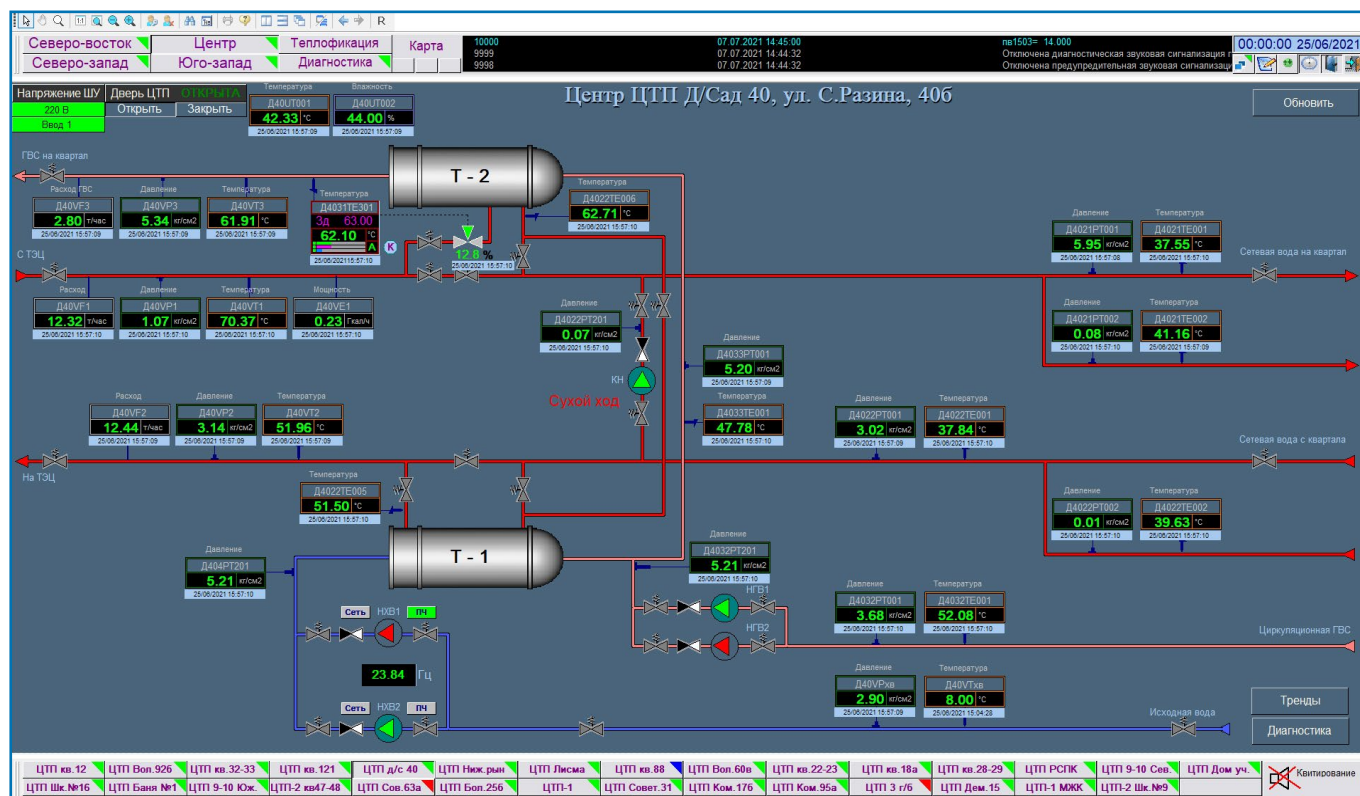 R
Северо-восток Центр Теплофикация Карта
Северо-запад Юго-запад Диагностика
10000 07.07.2021 14:45:00 пв1503= 14.000
9999 07.07.2021 14:44:32 Отключена диагностическая звуковая сигнализация г
9998 07.07.2021 14:44:32 Отключена предупредительная звуковая сигнализаци
00:00:00 25/06/2021
Напряжение ШУ Дверь ЦТП ОТКРЫТА
220 В Открыть Закрыть
Ввод 1
Температура
Д40UT001
42.33 °C
25/06/2021 15:57:09
Влажность
Д40UT002
44.00 %
25/06/2021 15:57:09
Центр ЦТП Д/Сад 40, ул. С.Разина, 40б
Обновить
ГВС на квартал
Т - 2
Расход ГВС
Д40VF3
2.80 т/час
25/06/2021 15:57:09
Давление
Д40VP3
5.34 кг/см2
25/06/2021 15:57:09
Температура
Д40VT3
61.91 °C
25/06/2021 15:57:09
Температура
Д4031TE301
Зд 63.00
62.10 °C
А
К
25/06/2021 15:57:10
12.8 %
25/06/2021 15:57:10
Температура
Д4022TE006
62.71 °C
25/06/2021 15:57:10
Давление
Д4021PT001
5.95 кг/см2
25/06/2021 15:57:08
Температура
Д4021TE001
37.55 °C
25/06/2021 15:57:10
Сетевая вода на квартал
С ТЭЦ
Расход
Д40VF1
12.32 т/час
25/06/2021 15:57:10
Давление
Д40VP1
1.07 кг/см2
25/06/2021 15:57:10
Температура
Д40VT1
70.37 °C
25/06/2021 15:57:10
Мощность
Д40VE1
0.23 Гкал/ч
25/06/2021 15:57:10
Давление
Д4022PT201
0.07 кг/см2
25/06/2021 15:57:10
Давление
Д4033PT001
5.20 кг/см2
25/06/2021 15:57:09
Д4021PT002
0.08 кг/см2
25/06/2021 15:57:10
Д4021TE002
41.16 °C
25/06/2021 15:57:09
КН
Сухой ход
Температура
Д4033TE001
47.78 °C
25/06/2021 15:57:10
Расход
Д40VF2
12.44 т/час
25/06/2021 15:57:09
Давление
Д40VP2
3.14 кг/см2
25/06/2021 15:57:09
Температура
Д40VT2
51.96 °C
25/06/2021 15:57:09
Давление
Д4022PT001
3.02 кг/см2
25/06/2021 15:57:10
Температура
Д4022TE001
37.84 °C
25/06/2021 15:57:10
Сетевая вода с квартала
На ТЭЦ
Температура
Д4022TE005
51.50 °C
25/06/2021 15:57:10
Давление
Д4022PT002
0.01 кг/см2
25/06/2021 15:57:10
Температура
Д4022TE002
39.63 °C
25/06/2021 15:57:10
Т - 1
Давление
Д404PT201
5.21 кг/см2
25/06/2021 15:57:10
Давление
Д4032PT201
5.21 кг/см2
25/06/2021 15:57:10
НГВ1
НГВ2
Давление
Д4032PT001
3.68 кг/см2
25/06/2021 15:57:10
Температура
Д4032TE001
52.08 °C
25/06/2021 15:57:10
Циркуляционная ГВС
Сеть НХВ1 ПЧ
23.84 Гц
Сеть НХВ2 ПЧ
Давление
Д40VPхв
2.90 кг/см2
25/06/2021 15:57:09
Температура
Д40VTхв
8.00 °C
25/06/2021 15:04:28
Исходная вода
Тренды
Диагностика
ЦТП кв.12 ЦТП Вол.92б ЦТП кв.32-33 ЦТП кв.121 ЦТП д/с 40 ЦТП Ниж.рын ЦТП Лисма ЦТП кв.88 ЦТП Вол.60в ЦТП кв.22-23 ЦТП кв.18а ЦТП кв.28-29 ЦТП РСПК ЦТП 9-10 Сев. ЦТП Дом уч.
ЦТП Шк.№16 ЦТП Баня №1 ЦТП 9-10 Юж. ЦТП-2 кв47-48 ЦТП Сов.63а ЦТП Бол.25б ЦТП-1 ЦТП Совет.31 ЦТП Ком.17б ЦТП Ком.95а ЦТП 3 г/б ЦТП Дем.15 ЦТП-1 МЖК ЦТП-2 Шк.№9
Квитирование